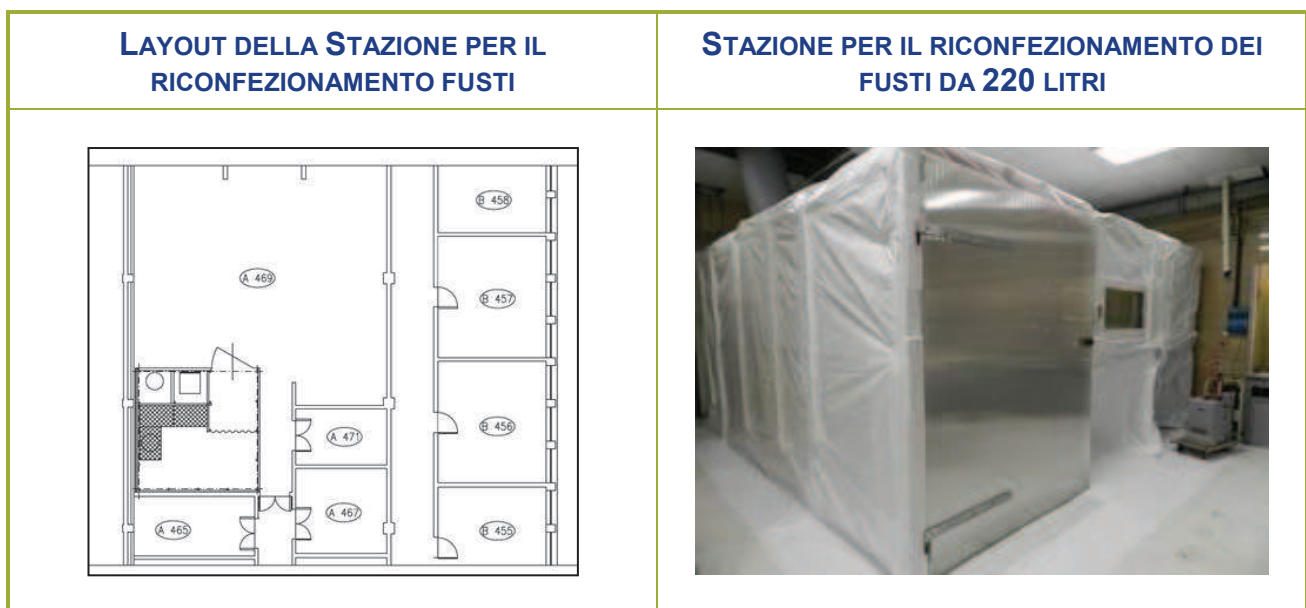 LAYOUT DELLA STAZIONE PER IL
RICONFEZIONAMENTO FUSTI
STAZIONE PER IL RICONFEZIONAMENTO DEI
FUSTI DA 220 LITRI
B 458
A 469
B 457
A 471
B 456
A 467
A 465
B 455